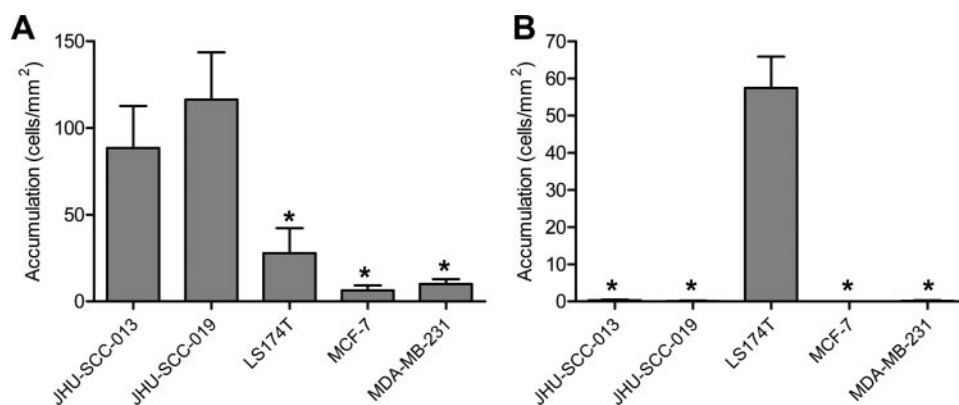 A
B
Accumulation (cells/mm²)
150
100
50
0
*
*
*
JHU-SCC-013
JHU-SCC-019
LS174T
MCF-7
MDA-MB-231
Accumulation (cells/mm²)
70
60
50
40
30
20
10
0
*
*
*
*
JHU-SCC-013
JHU-SCC-019
LS174T
MCF-7
MDA-MB-231